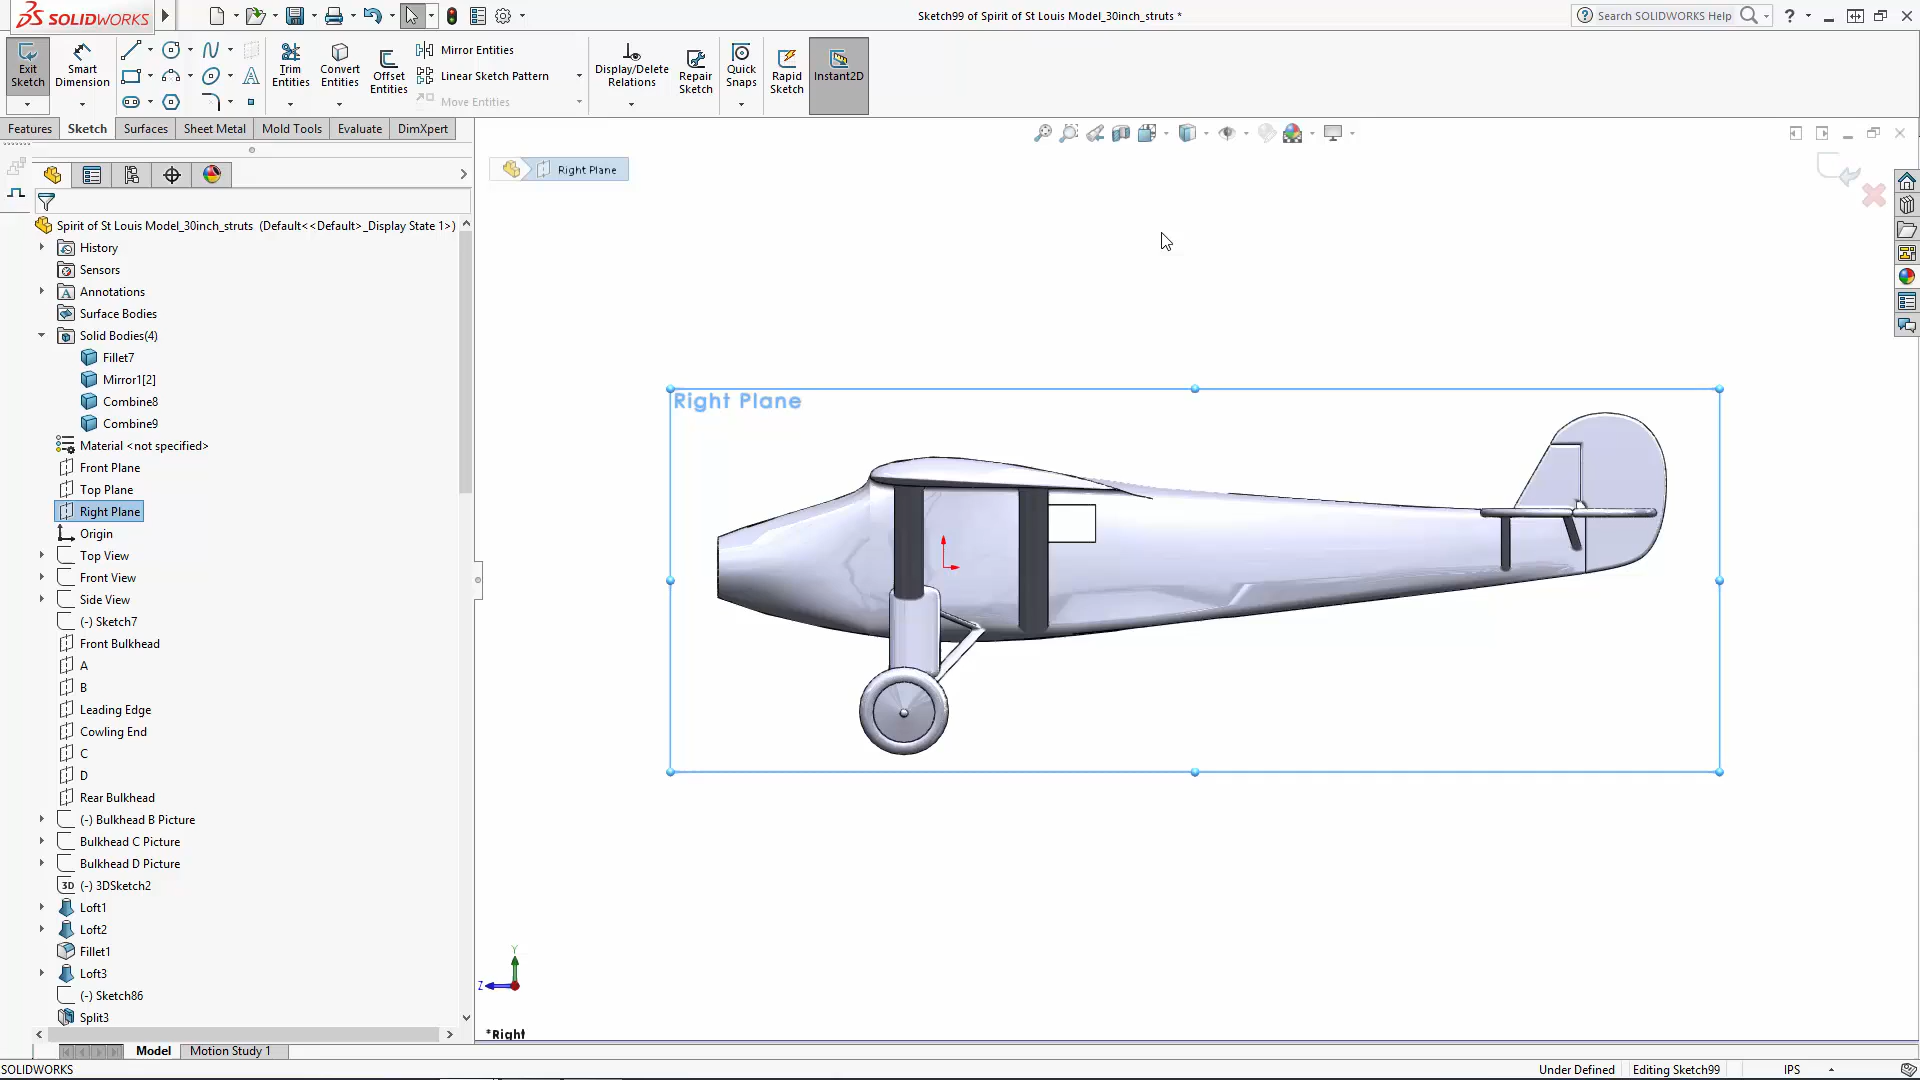 SOLIDWORKS
Sketch99 of Spirit of St Louis Model_30inch_struts *
Search SOLIDWORKS Help
Exit Sketch
Smart Dimension
Trim Entities
Convert Entities
Offset Entities
Mirror Entities
Linear Sketch Pattern
Move Entities
Display/Delete Relations
Repair Sketch
Quick Snaps
Rapid Sketch
Instant2D
Features
Sketch
Surfaces
Sheet Metal
Mold Tools
Evaluate
DimXpert
Right Plane
Spirit of St Louis Model_30inch_struts (Default<<Default>_Display State 1>)
History
Sensors
Annotations
Surface Bodies
Solid Bodies(4)
Fillet7
Mirror1[2]
Combine8
Combine9
Material <not specified>
Front Plane
Top Plane
Right Plane
Origin
Top View
Front View
Side View
(-) Sketch7
Front Bulkhead
A
B
Leading Edge
Cowling End
C
D
Rear Bulkhead
(-) Bulkhead B Picture
Bulkhead C Picture
Bulkhead D Picture
3D (-) 3DSketch2
Loft1
Loft2
Fillet1
Loft3
(-) Sketch86
Split3
Right Plane
Y
Z
*Right
Model
Motion Study 1
SOLIDWORKS
Under Defined
Editing Sketch99
IPS